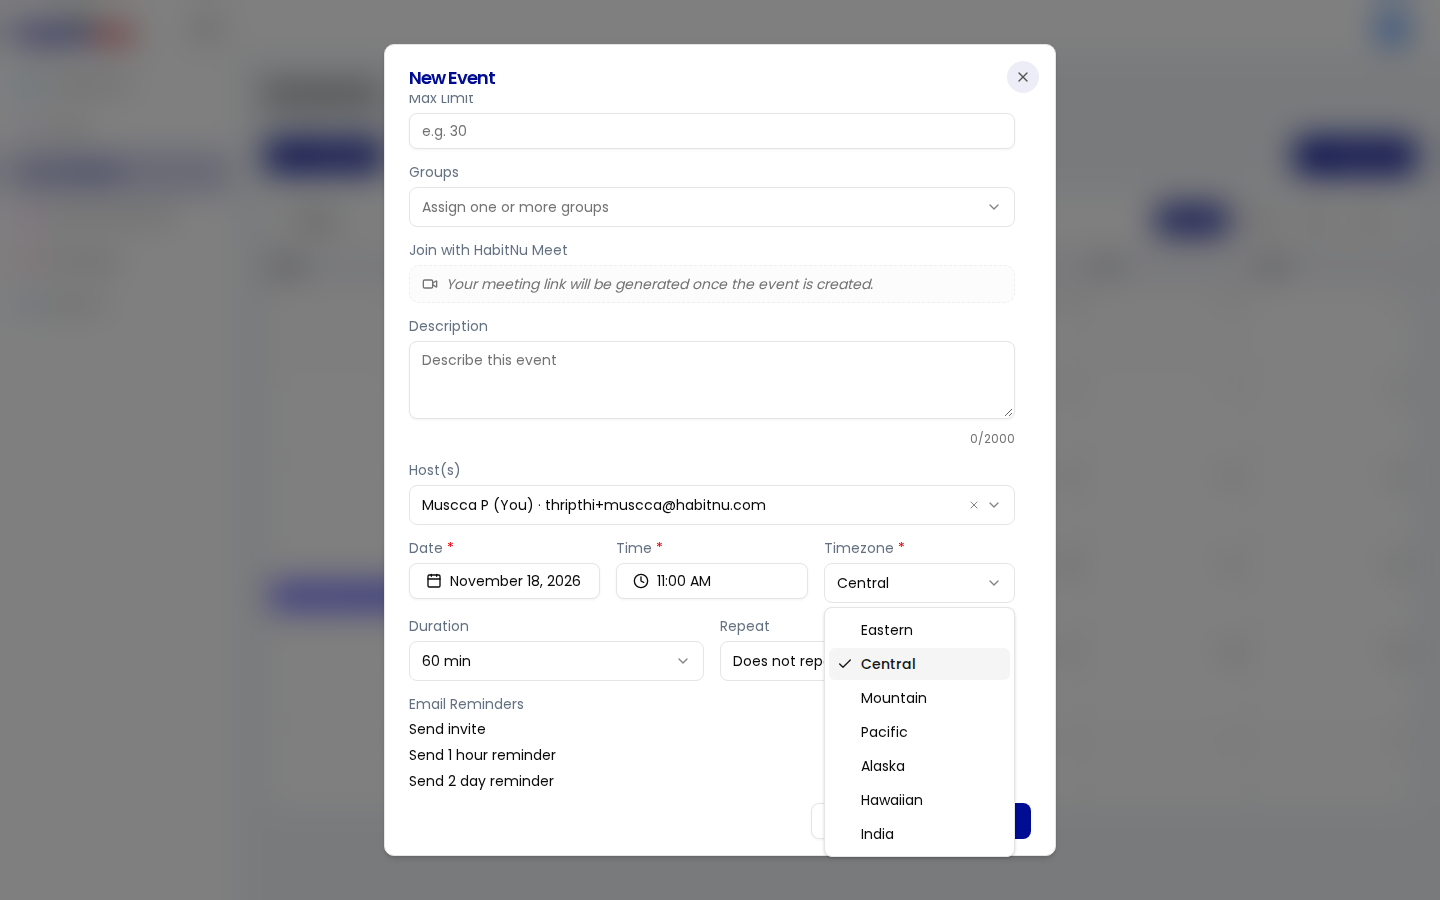 New Event
Max Limit
e.g. 30
Groups
Assign one or more groups
Join with HabitNu Meet
Your meeting link will be generated once the event is created.
Description
Describe this event
0/2000
Host(s)
Muscca P (You) · thripthi+muscca@habitnu.com
Date *
Time *
Timezone *
November 18, 2026
11:00 AM
Central
Duration
Repeat
60 min
Does not rep
Eastern
Central
Mountain
Pacific
Alaska
Hawaiian
India
Email Reminders
Send invite
Send 1 hour reminder
Send 2 day reminder